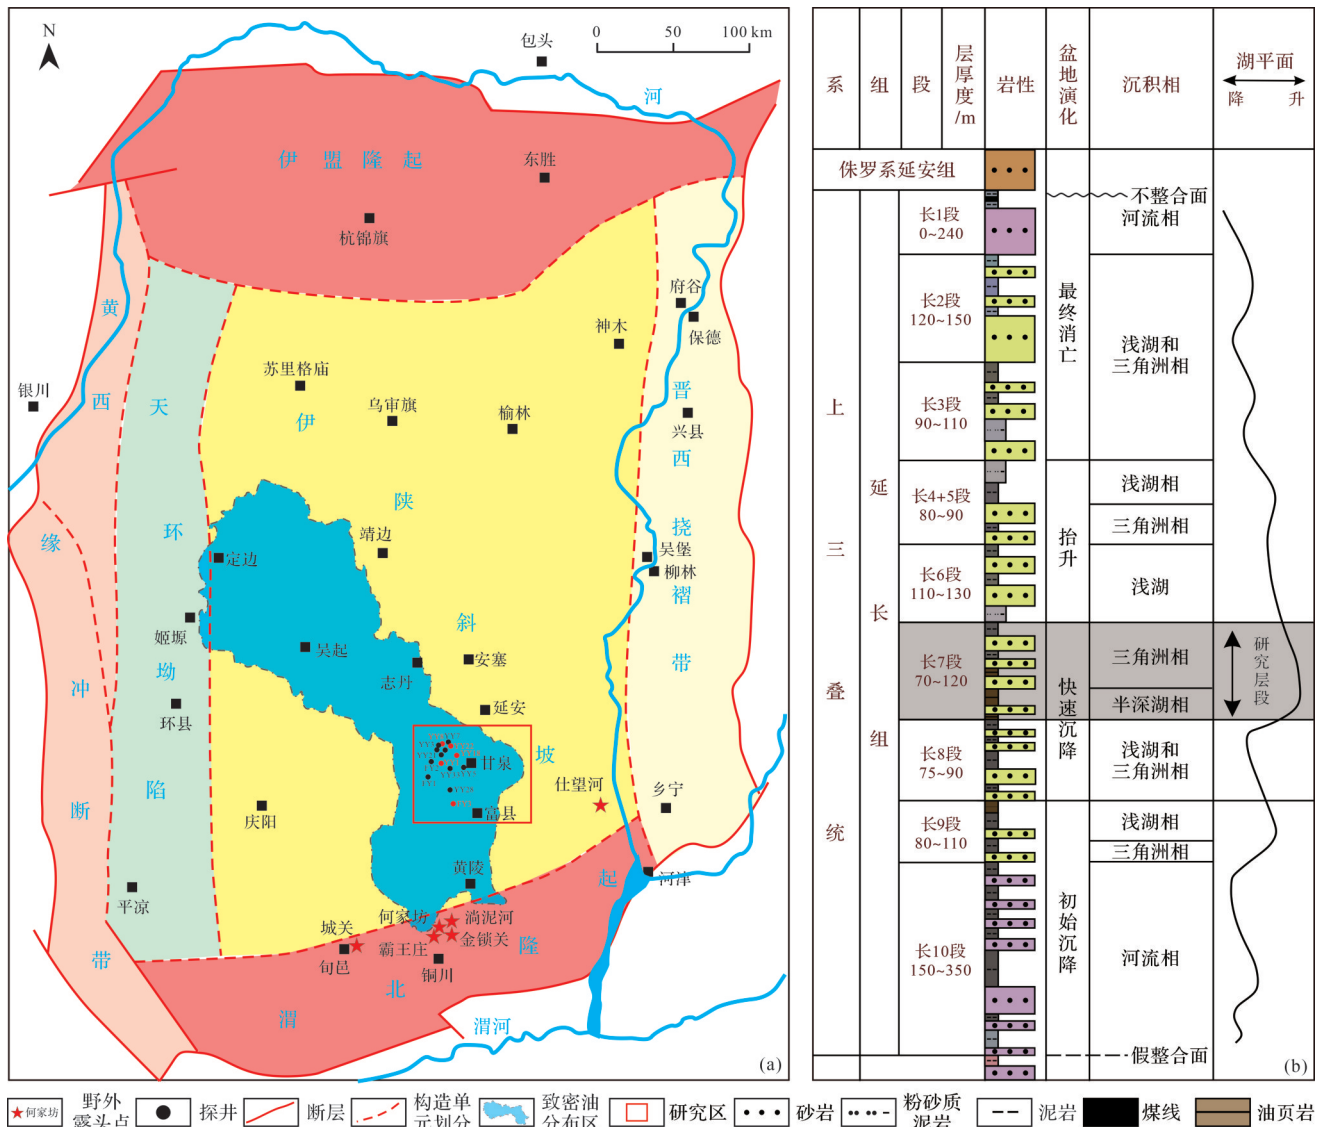 N
包头
0 50 100 km
河
伊盟隆起
东胜
杭锦旗
黄
府谷
保德
神木
苏里格庙
银川
西
天
伊
乌审旗
榆林
晋
兴县
西
陕
缘
环
靖边
挠
定边
吴堡
柳林
褶
姬塬
斜
吴起
安塞
坳
志丹
带
冲
环县
延安
坡
甘泉
陷
仕望河
乡宁
断
庆阳
富县
黄陵
起
河津
平凉
何家坊
淌泥河
城关
金锁关
霸王庄
隆
带
旬邑
铜川
北
渭
渭河
(a)
系
组
段
层厚度/m
岩性
盆地演化
沉积相
湖平面
降 升
侏罗系延安组
不整合面
上三叠统
延长组
长1段
0~240
河流相
长2段
120~150
最终消亡
浅湖和
三角洲相
长3段
90~110
长4+5段
80~90
浅湖相
三角洲相
抬升
长6段
110~130
浅湖
长7段
70~120
三角洲相
半深湖相
研究层段
快速沉降
长8段
75~90
浅湖和
三角洲相
长9段
80~110
浅湖相
三角洲相
初始沉降
长10段
150~350
河流相
假整合面
(b)
何家坊
野外
露头点
探井
断层
构造单
元划分
致密油
分布区
研究区
砂岩
粉砂质
泥岩
泥岩
煤线
油页岩